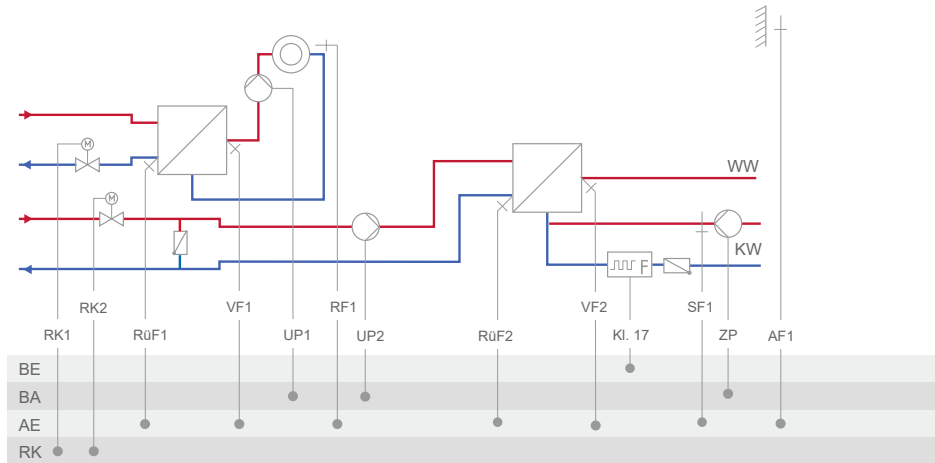 M
WW
M
F
KW
RK2
VF1
RF1
VF2
SF1
RK1
RüF1
UP1
UP2
RüF2
Kl. 17
ZP
AF1
BE
BA
AE
RK